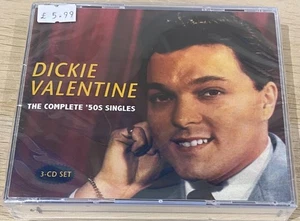 £ 5.99
DICKIE
VALENTINE
THE COMPLETE '50S SINGLES
3-CD SET